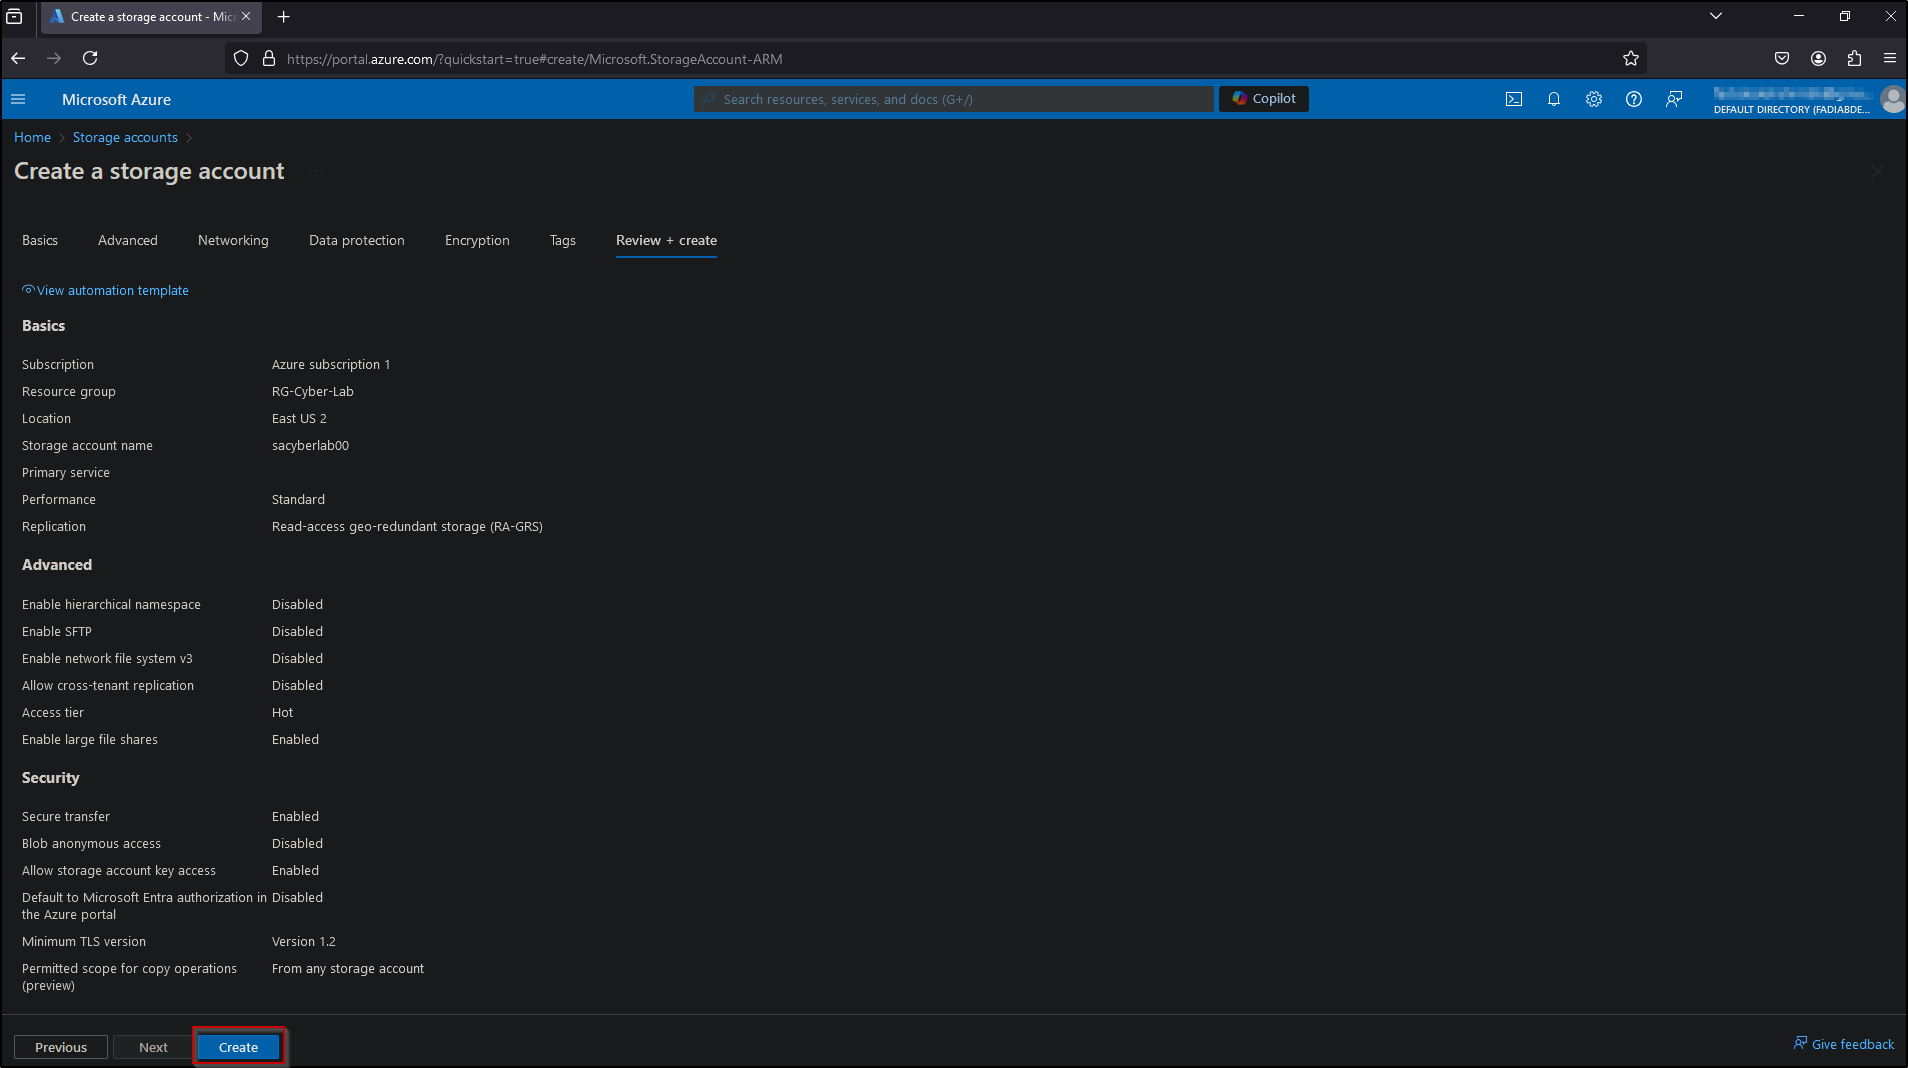 Create a storage account - Micr
https://portal.azure.com/?quickstart=true#create/Microsoft.StorageAccount-ARM
Microsoft Azure
Search resources, services, and docs (G+/)
Copilot
DEFAULT DIRECTORY (FADIABDE...
Home > Storage accounts >
Create a storage account ...
Basics Advanced Networking Data protection Encryption Tags Review + create
View automation template
Basics
Subscription Azure subscription 1
Resource group RG-Cyber-Lab
Location East US 2
Storage account name sacyberlab00
Primary service
Performance Standard
Replication Read-access geo-redundant storage (RA-GRS)
Advanced
Enable hierarchical namespace Disabled
Enable SFTP Disabled
Enable network file system v3 Disabled
Allow cross-tenant replication Disabled
Access tier Hot
Enable large file shares Enabled
Security
Secure transfer Enabled
Blob anonymous access Disabled
Allow storage account key access Enabled
Default to Microsoft Entra authorization in Disabled
the Azure portal
Minimum TLS version Version 1.2
Permitted scope for copy operations From any storage account
(preview)
Previous Next Create
Give feedback